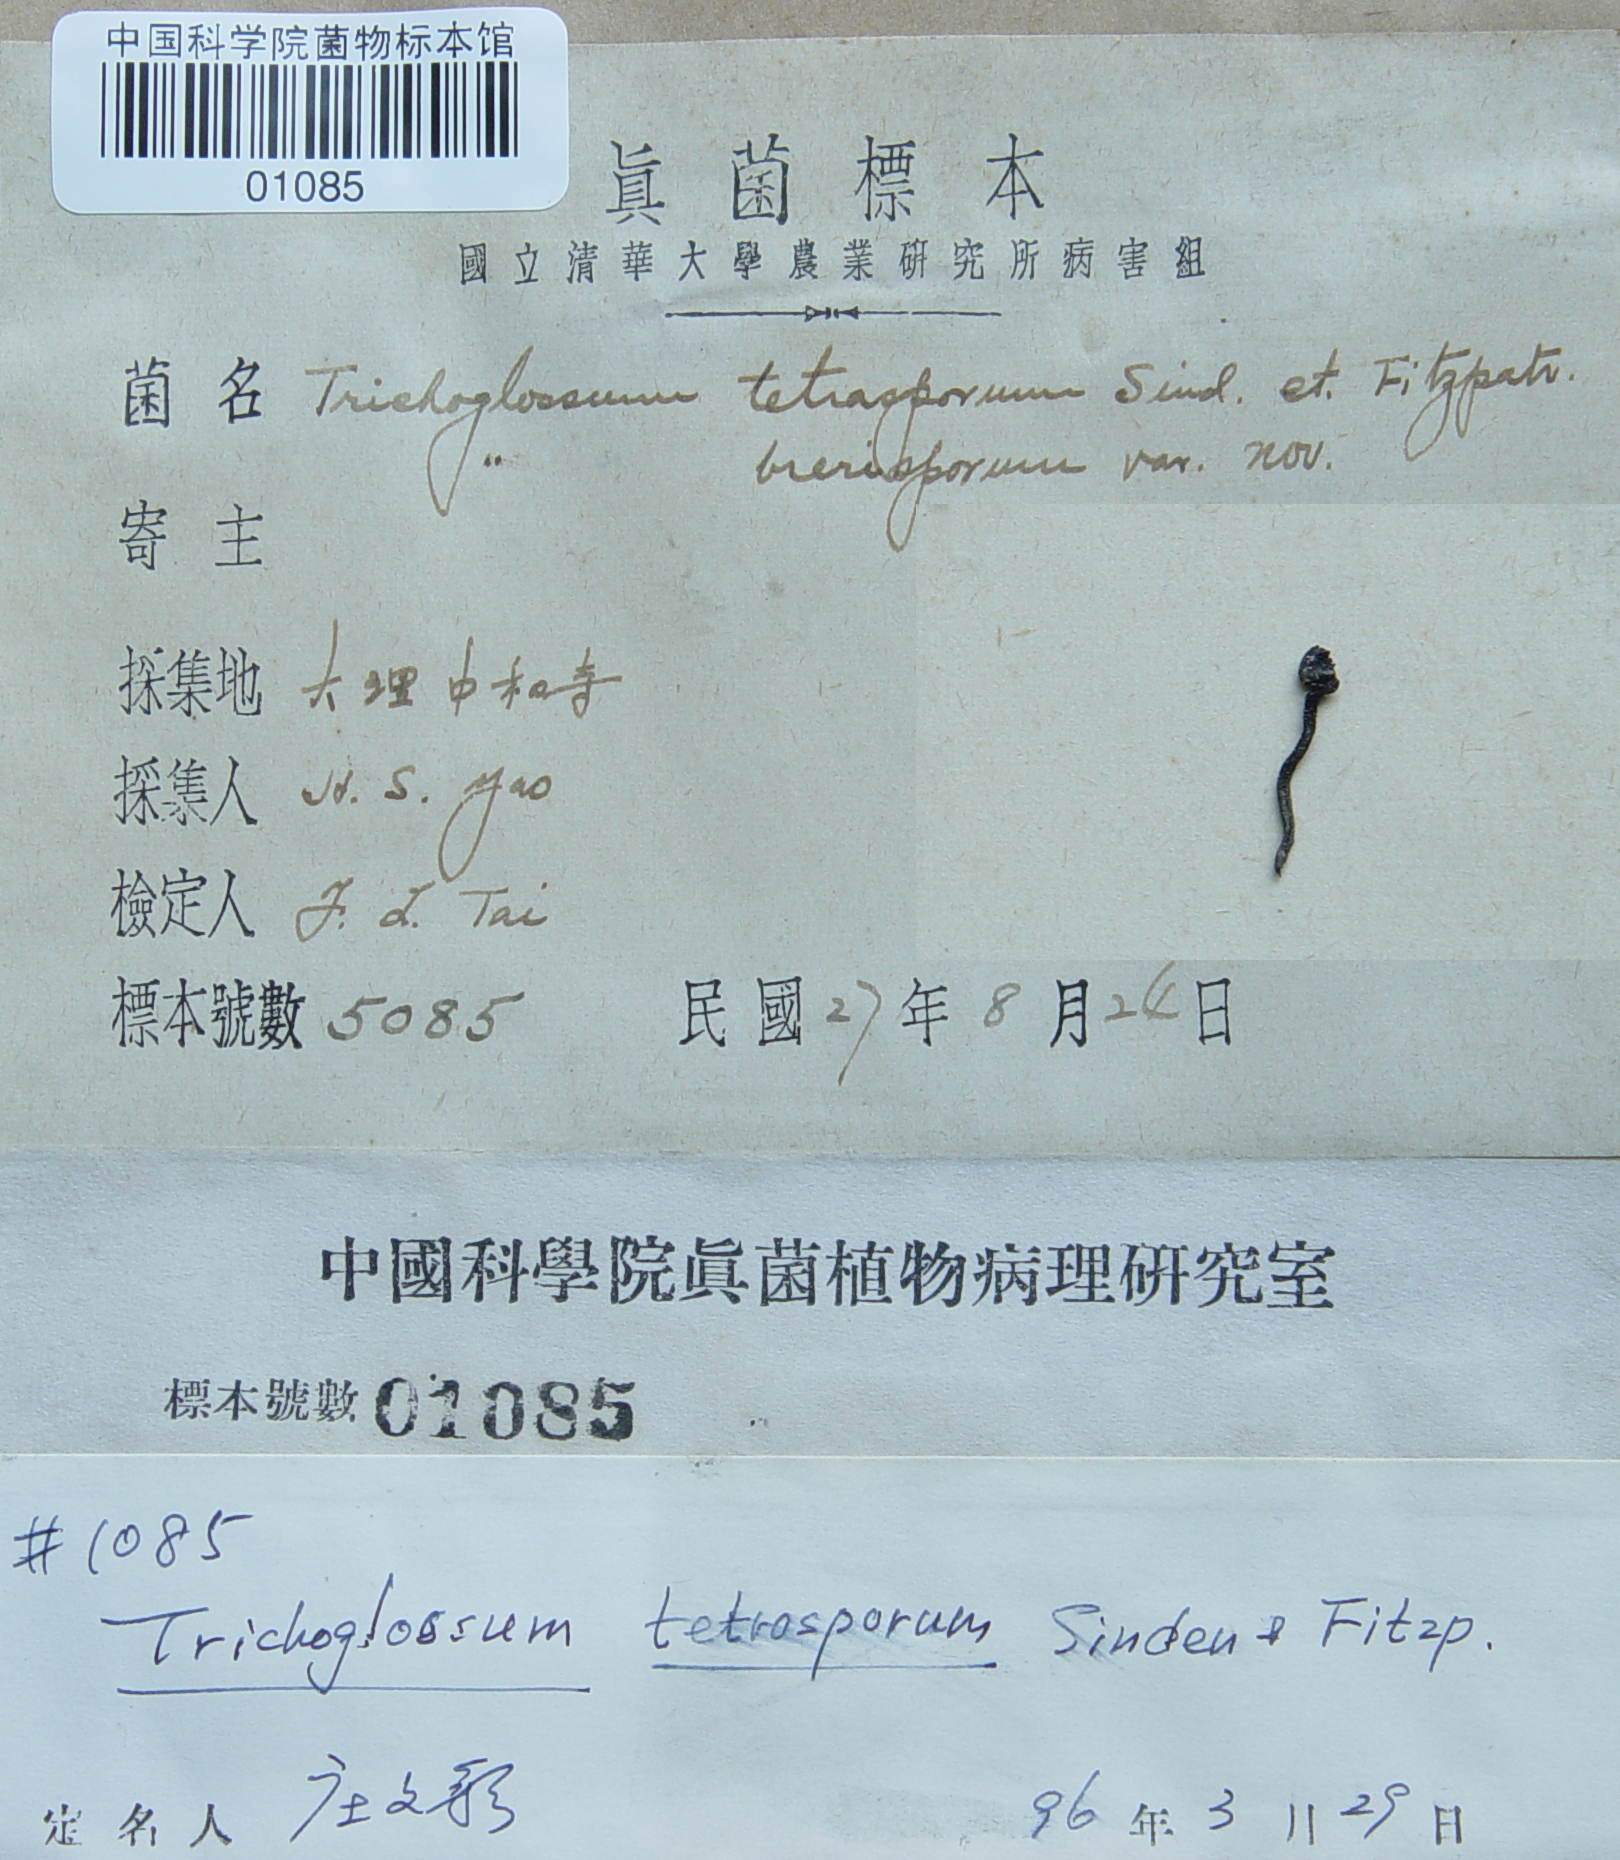 中国科学院菌物标本馆
01085
眞菌標本
國立清華大學農業研究所病害組
菌名 Trichoglossum tetrasporum Sind. et. Fitzpatr.
" brevisporum var. nov.
寄主
採集地 大理中和寺
採集人 H. S. Yao
檢定人 F. L. Tai
標本號數 5085 民國27年8月24日
中國科學院眞菌植物病理研究室
標本號數 01085
#1085
Trichoglossum tetrasporum Sinden & Fitzp.
定名人 庄文颖 96年3月29日